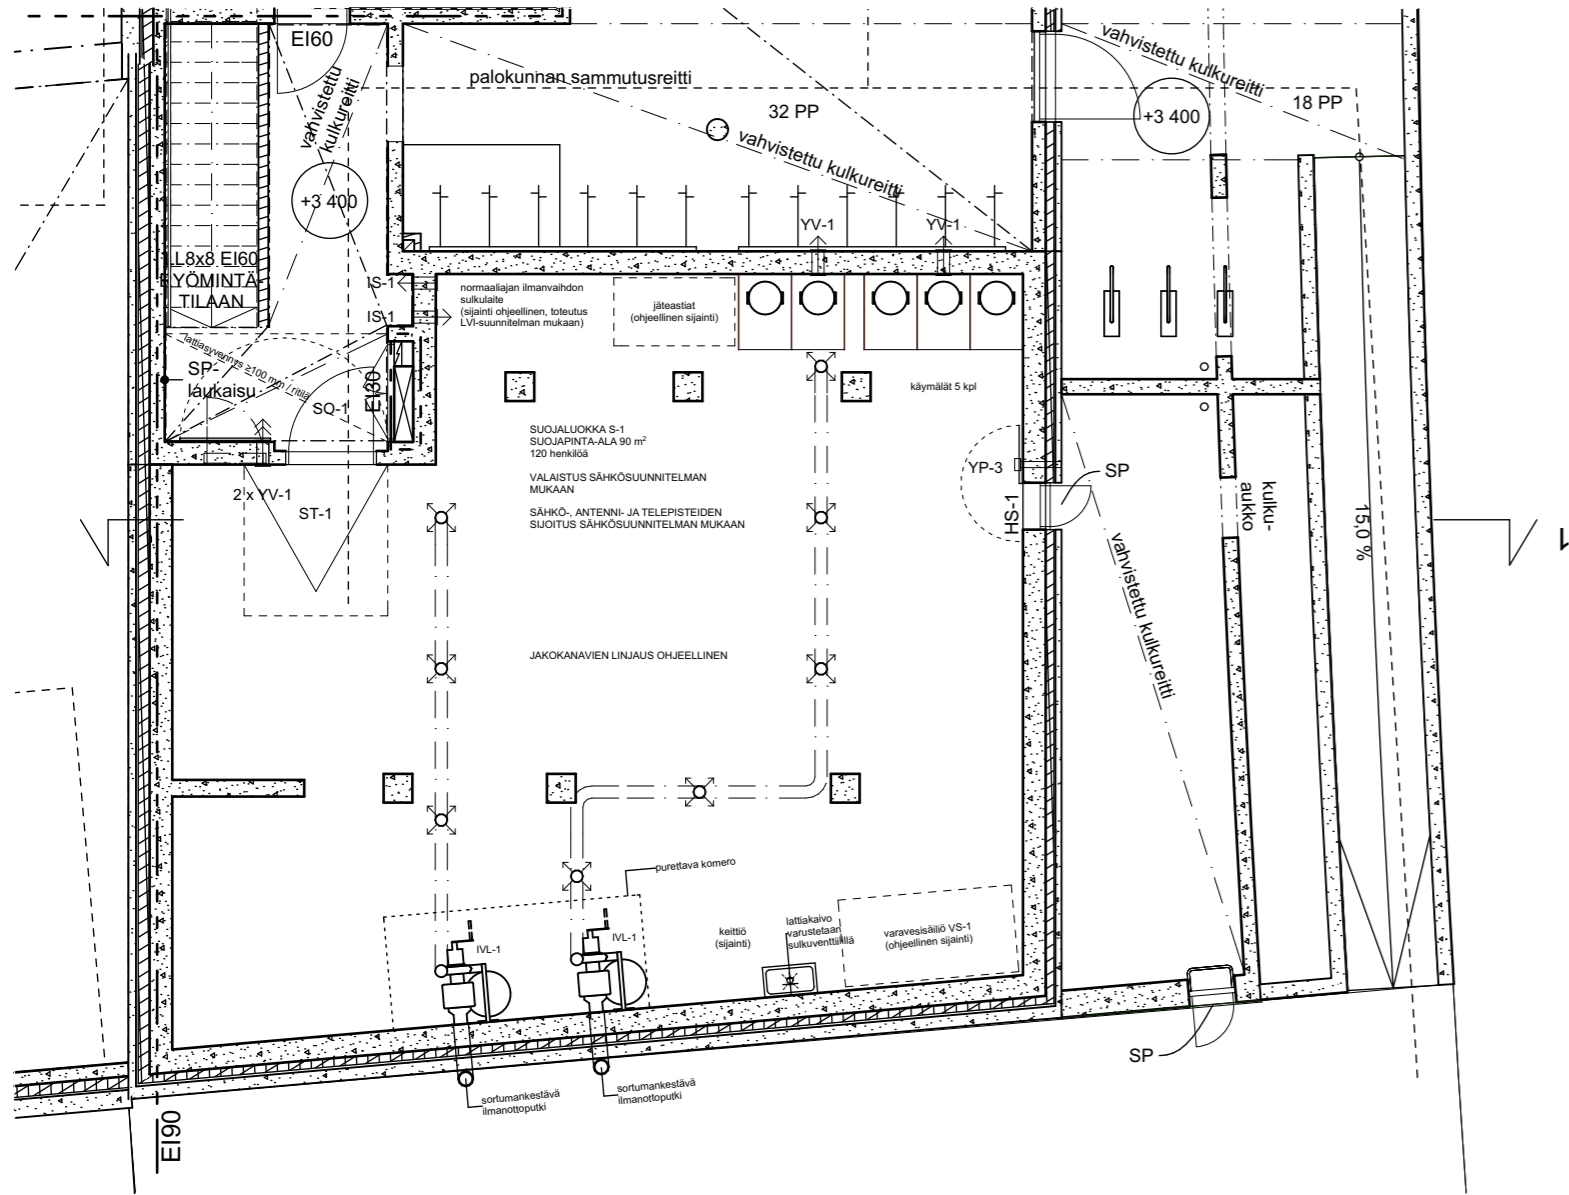 EI60
vahvistettu
kulkureitti
+3 400
palokunnan sammutusreitti
32 PP
vahvistettu kulkureitti
vahvistettu kulkureitti
+3 400
18 PP
YV-1
YV-1
LL8x8 EI60
TILAAN
IS-1
IS-1
normaaliajan ilmanvaihdon
sulkulaite
(sijainti ohjeellinen, toteutus
LVI-suunnitelman mukaan)
jäteastiat
(ohjeellinen sijainti)
lattiasyvennys ≥100 mm / ritilä
SP-
laukaisu
SQ-1
EI30
käymälät 5 kpl
SUOJALUOKKA S-1
SUOJAPINTA-ALA 90 m²
120 henkilöä
VALAISTUS SÄHKÖSUUNNITELMAN
MUKAAN
SÄHKÖ-, ANTENNI- JA TELEPISTEIDEN
SIJOITUS SÄHKÖSUUNNITELMAN MUKAAN
YP-3
SP
HS-1
kulku-
aukko
15,0 %
1
2 x YV-1
ST-1
vahvistettu kulkureitti
JAKOKANAVIEN LINJAUS OHJEELLINEN
purettava komero
IVL-1
IVL-1
keittiö
(sijainti)
lattiakaivo
varustetaan
sulkuventtiilillä
varavesisäiliö VS-1
(ohjeellinen sijainti)
SP
sortumankestävä
ilmanottoputki
sortumankestävä
ilmanottoputki
EI90